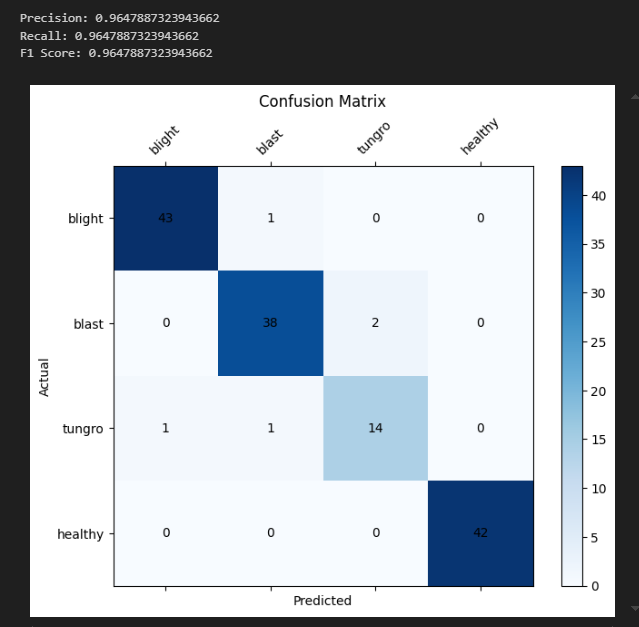 Precision: 0.9647887323943662
Recall: 0.9647887323943662
F1 Score: 0.9647887323943662
Confusion Matrix
blight blast tungro healthy
blight 43 1 0 0
blast 0 38 2 0
tungro 1 1 14 0
healthy 0 0 0 42
Actual
Predicted
40
35
30
25
20
15
10
5
0